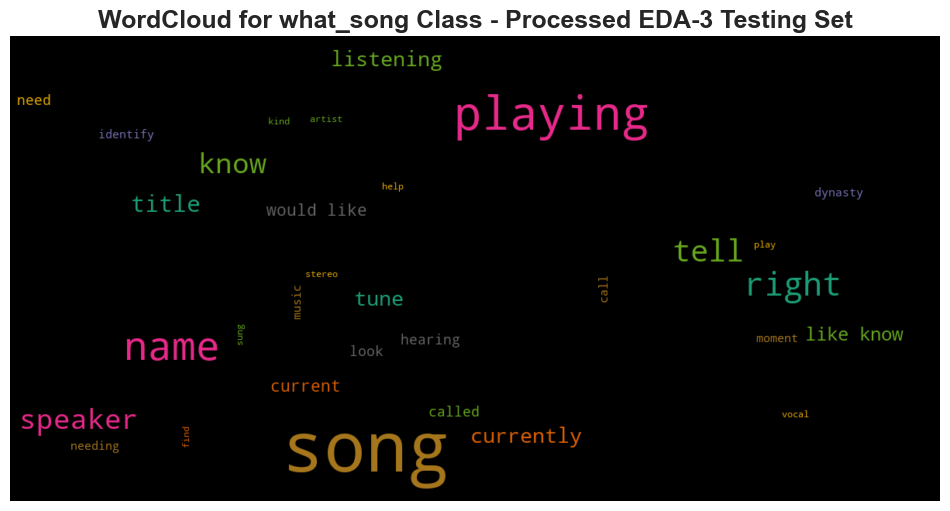 WordCloud for what_song Class - Processed EDA-3 Testing Set
listening
need
playing
kind
artist
identify
know
help
dynasty
title
would like
tell
play
stereo
right
call
music
tune
sung
name
hearing
look
moment
like know
current
called
vocal
speaker
find
currently
needing
song